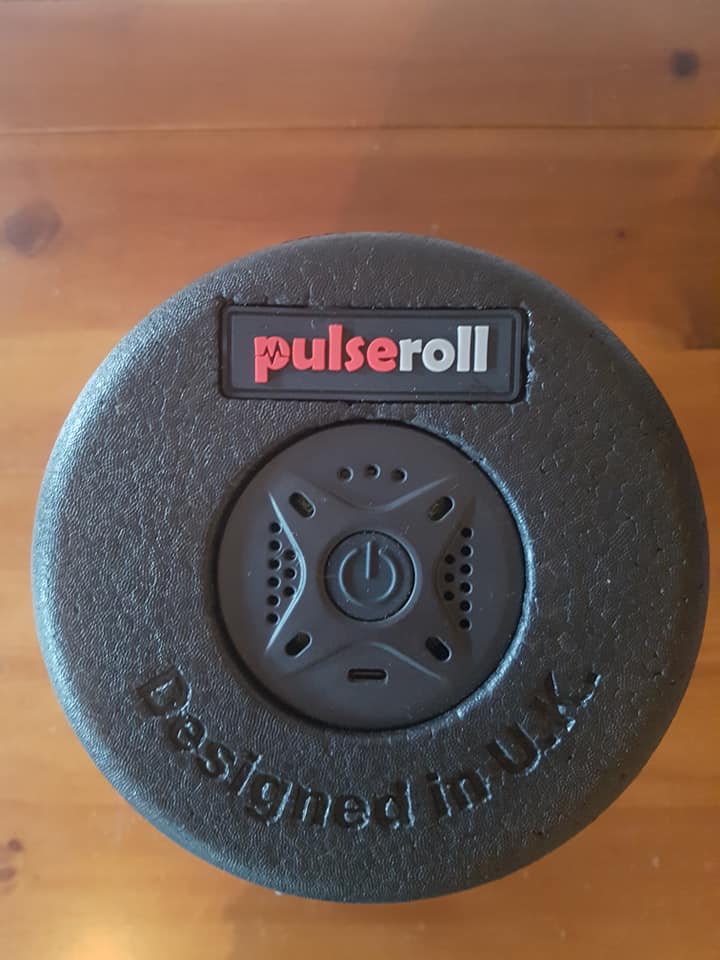 pulseroll
Designed in U.K.